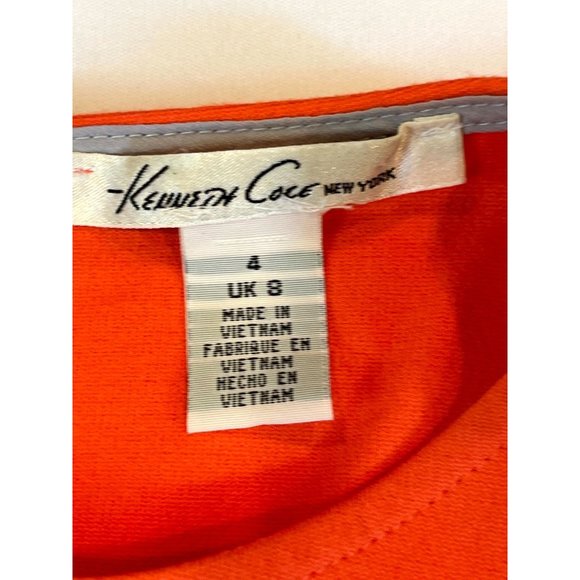 -KENNETH COLE NEW YORK
4
UK 8
MADE IN
VIETNAM
FABRIQUE EN
VIETNAM
HECHO EN
VIETNAM